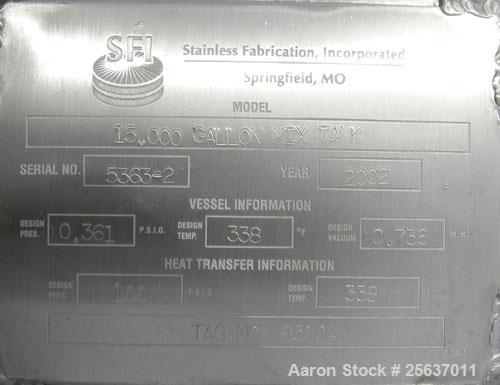 SFI
Stainless Fabrication, Incorporated
Springfield, MO
MODEL
15,000 GALLON MIX TANK
SERIAL NO. 5363-2 YEAR 2002
VESSEL INFORMATION
DESIGN PRES. 0.361 P.S.I.G. DESIGN TEMP. 338 °F DESIGN VACUUM 0.736 IN. HG
HEAT TRANSFER INFORMATION
DESIGN PRES. 100 P.S.I.G DESIGN TEMP. 338
TAG NO. 9310A
Aaron Stock # 25637011